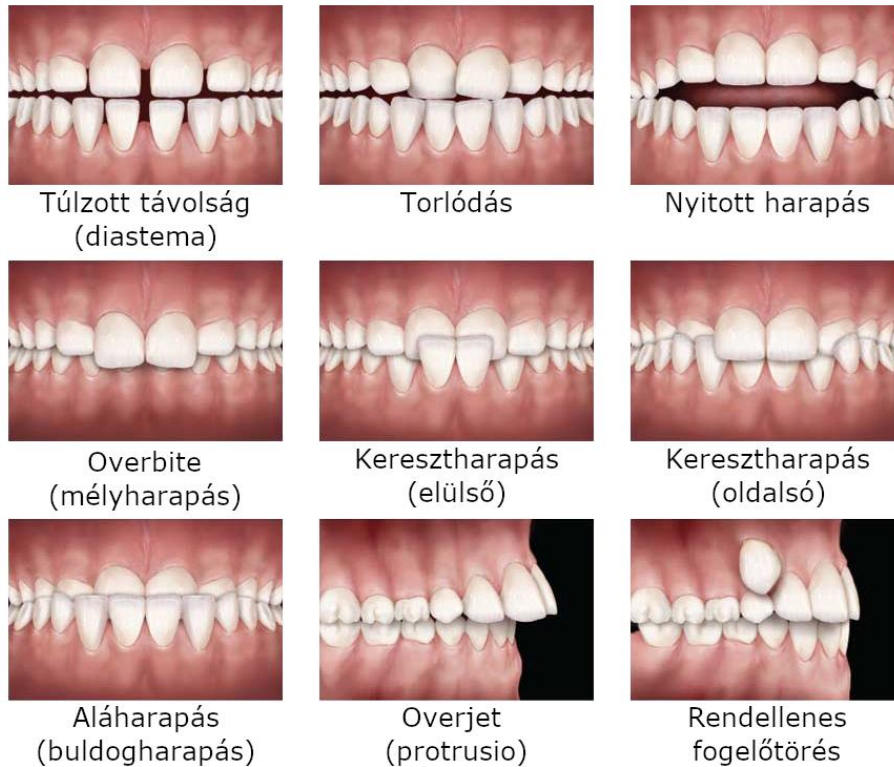 Túlzott távolság
(diastema)
Torlódás
Nyitott harapás
Overbite
(mélyharapás)
Keresztharapás
(elülső)
Keresztharapás
(oldalsó)
Aláharapás
(buldogharapás)
Overjet
(protrusio)
Rendellenes
fogelőtörés